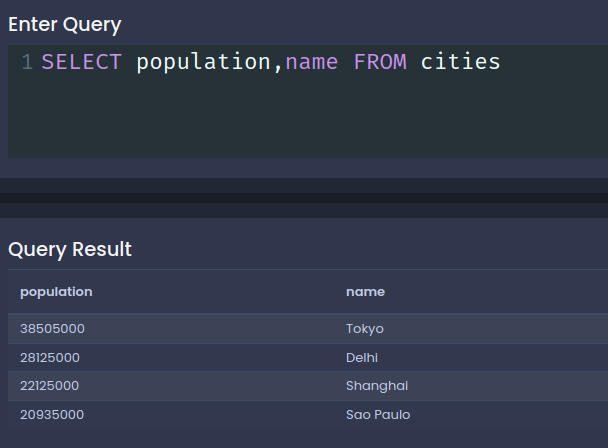 Enter Query
1 SELECT population,name FROM cities
Query Result
population name
38505000 Tokyo
28125000 Delhi
22125000 Shanghai
20935000 Sao Paulo